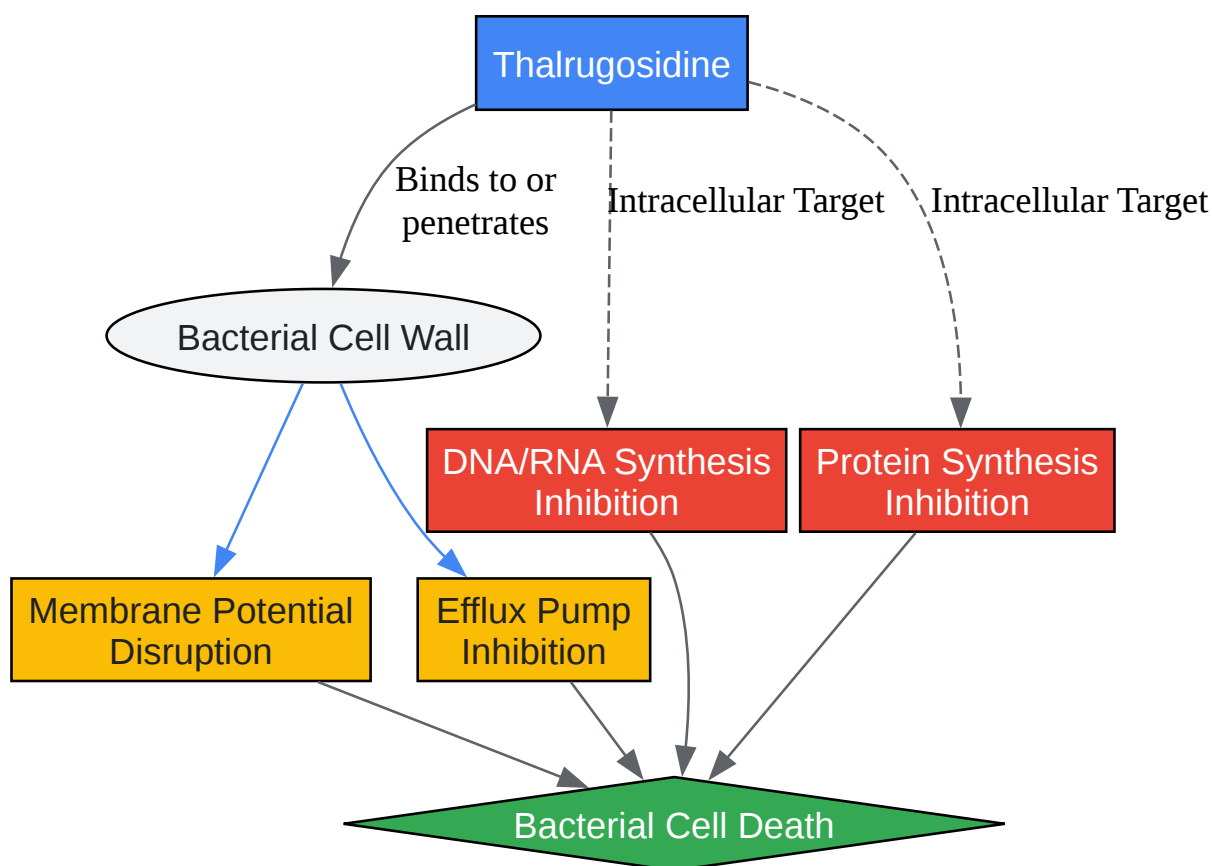 Thalrugosidine
Binds to or
penetrates
Intracellular Target
Intracellular Target
Bacterial Cell Wall
DNA/RNA Synthesis
Inhibition
Protein Synthesis
Inhibition
Membrane Potential
Disruption
Efflux Pump
Inhibition
Bacterial Cell Death